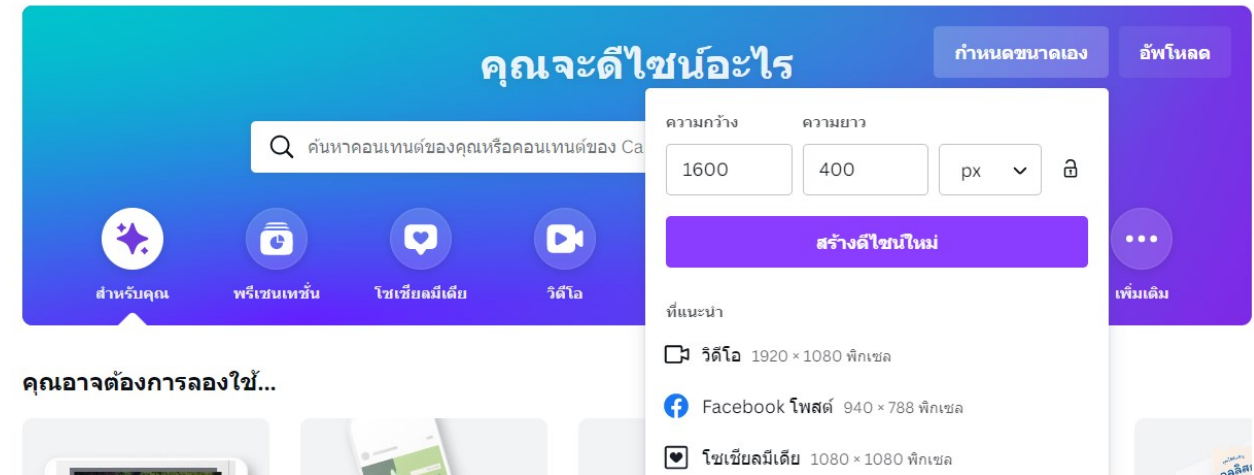 คุณจะดีไซน์อะไร
กำหนดขนาดเอง
อัพโหลด
ค้นหาคอนเทนต์ของคุณหรือคอนเทนต์ของ Ca
ความกว้าง ความยาว
1600 400 px
สร้างดีไซน์ใหม่
สำหรับคุณ พรีเซนเทชั่น โซเชียลมีเดีย วิดีโอ เพิ่มเติม
ที่แนะนำ
วิดีโอ 1920 × 1080 พิกเซล
Facebook โพสต์ 940 × 788 พิกเซล
โซเชียลมีเดีย 1080 × 1080 พิกเซล
คุณอาจต้องการลองใช้...